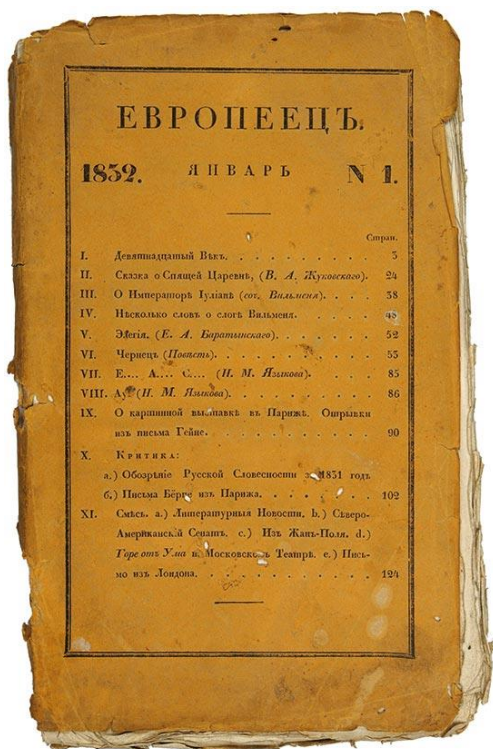 ЕВРОПЕЕЦЪ.
1832. ЯНВАРЬ N 1.
Стран.
I. Девятнадцатый Вѣкъ. . . . . . . . . . . . 3
II. Сказка о Спящей Царевнѣ, (В. А. Жуковскаго). 24
III. О Императорѣ Іуліанѣ (соч. Вильменя). . . . . 38
IV. Нѣсколько словъ о слогѣ Вильменя. . . . . . 48
V. Элегія. (Е. А. Баратынскаго). . . . . . . . 52
VI. Чернецъ (Повѣсть) . . . . . . . . . . . . 55
VII. Е.... А.... С.... (Н. М. Языкова). . . . . . 85
VIII. Ау! (Н. М. Языкова). . . . . . . . . . . . 86
IX. О картинной выставкѣ въ Парижѣ. Отрывки
изъ письма Гейне. . . . . . . . . . . . . 90
X. Критика:
а.) Обозрѣніе Русской Словесности за 1831 годъ
б.) Письма Бёрне изъ Парижа. . . . . . . . . 102
XI. Смѣсь. a.) Литературныя Новости. b.) Сѣверо-
Американскій Сенатъ. c.) Изъ Жанъ-Поля. d.)
Горе отъ Ума на Московскомъ Театрѣ. e.) Пись-
мо изъ Лондона. . . . . . . . . . . . . . 124